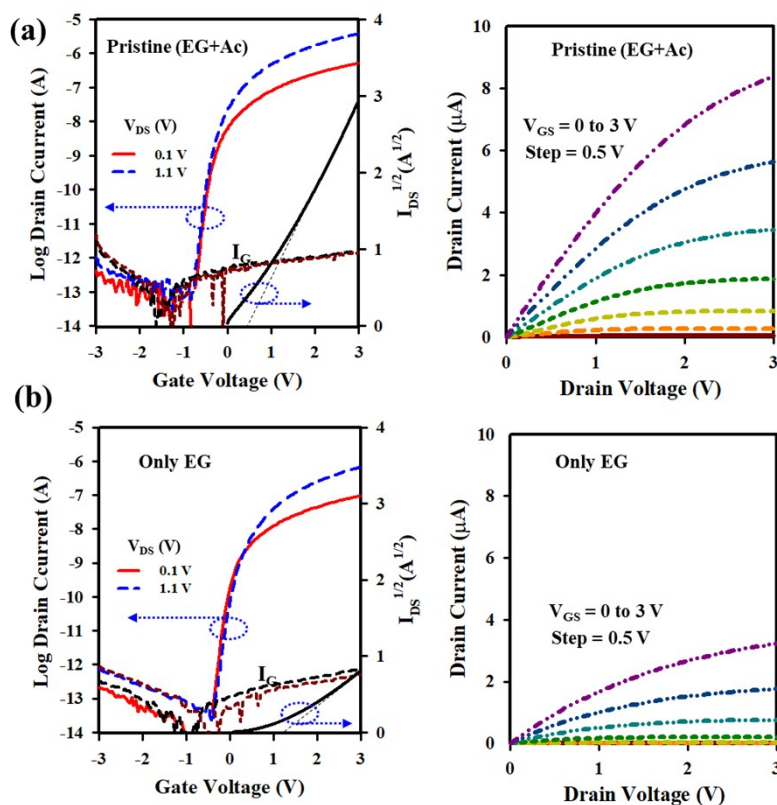 (a)
Pristine (EG+Ac)
Log Drain Ccurrent (A)
-5
-6
-7
-8
-9
-10
-11
-12
-13
-14
V_DS (V)
0.1 V
1.1 V
I_G
4
3
2
1
0
I_DS^1/2 (A^1/2)
-3 -2 -1 0 1 2 3
Gate Voltage (V)
Pristine (EG+Ac)
V_GS = 0 to 3 V
Step = 0.5 V
Drain Current (μA)
10
8
6
4
2
0
0 1 2 3
Drain Voltage (V)
(b)
Only EG
Log Drain Ccurrent (A)
-5
-6
-7
-8
-9
-10
-11
-12
-13
-14
V_DS (V)
0.1 V
1.1 V
I_G
4
3
2
1
0
I_DS^1/2 (A^1/2)
-3 -2 -1 0 1 2 3
Gate Voltage (V)
Only EG
V_GS = 0 to 3 V
Step = 0.5 V
Drain Current (μA)
10
8
6
4
2
0
0 1 2 3
Drain Voltage (V)